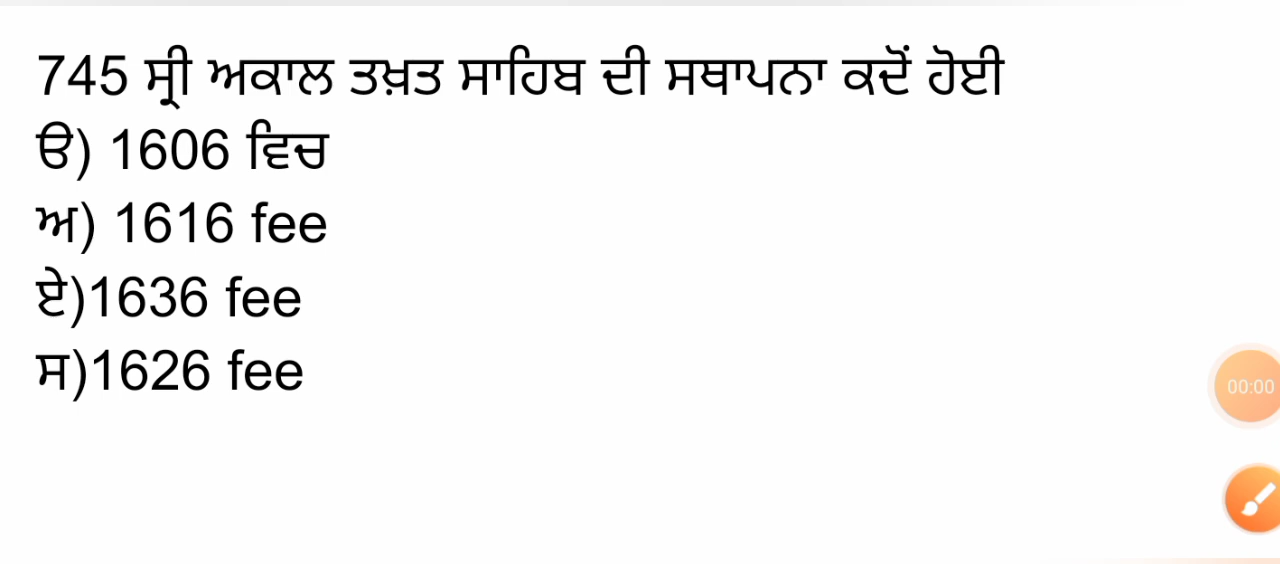 745 ਸ੍ਰੀ ਅਕਾਲ ਤਖ਼ਤ ਸਾਹਿਬ ਦੀ ਸਥਾਪਨਾ ਕਦੋਂ ਹੋਈ
ੳ) 1606 ਵਿਚ
ਅ) 1616 fee
ਏ)1636 fee
ਸ)1626 fee
00:00